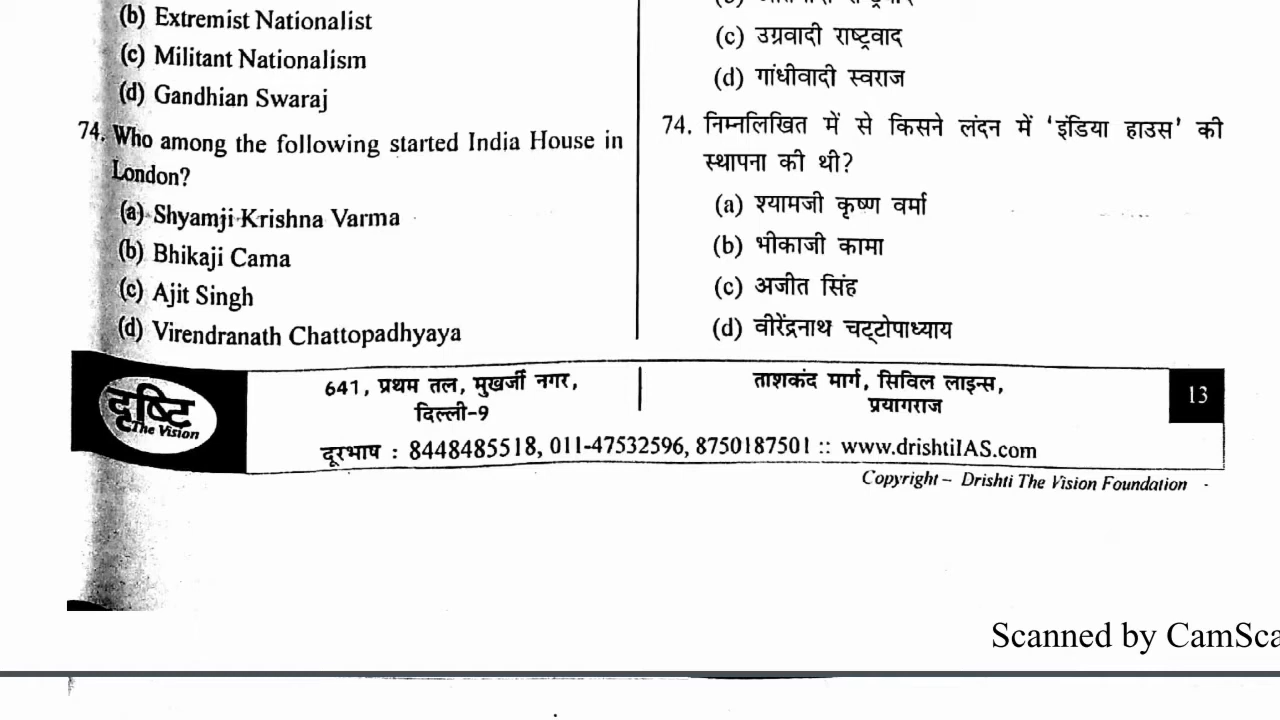 (b) Extremist Nationalist
(c) Militant Nationalism
(d) Gandhian Swaraj
74. Who among the following started India House in
London?
(a) Shyamji Krishna Varma
(b) Bhikaji Cama
(c) Ajit Singh
(d) Virendranath Chattopadhyaya
(c) उग्रवादी राष्ट्रवाद
(d) गांधीवादी स्वराज
74. निम्नलिखित में से किसने लंदन में 'इंडिया हाउस' की
स्थापना की थी?
(a) श्यामजी कृष्ण वर्मा
(b) भीकाजी कामा
(c) अजीत सिंह
(d) वीरेंद्रनाथ चट्टोपाध्याय
दृष्टि
The Vision
641, प्रथम तल, मुखर्जी नगर,
दिल्ली-9
ताशकंद मार्ग, सिविल लाइन्स,
प्रयागराज
दूरभाष : 8448485518, 011-47532596, 8750187501 :: www.drishtiIAS.com
13
Copyright – Drishti The Vision Foundation
Scanned by CamSca